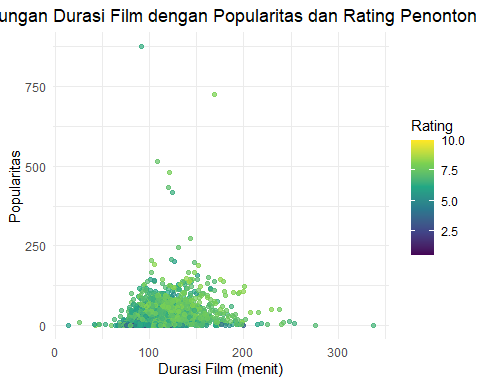 ungan Durasi Film dengan Popularitas dan Rating Penonton
Popularitas
750
500
250
0
0 100 200 300
Durasi Film (menit)
Rating
10.0
7.5
5.0
2.5